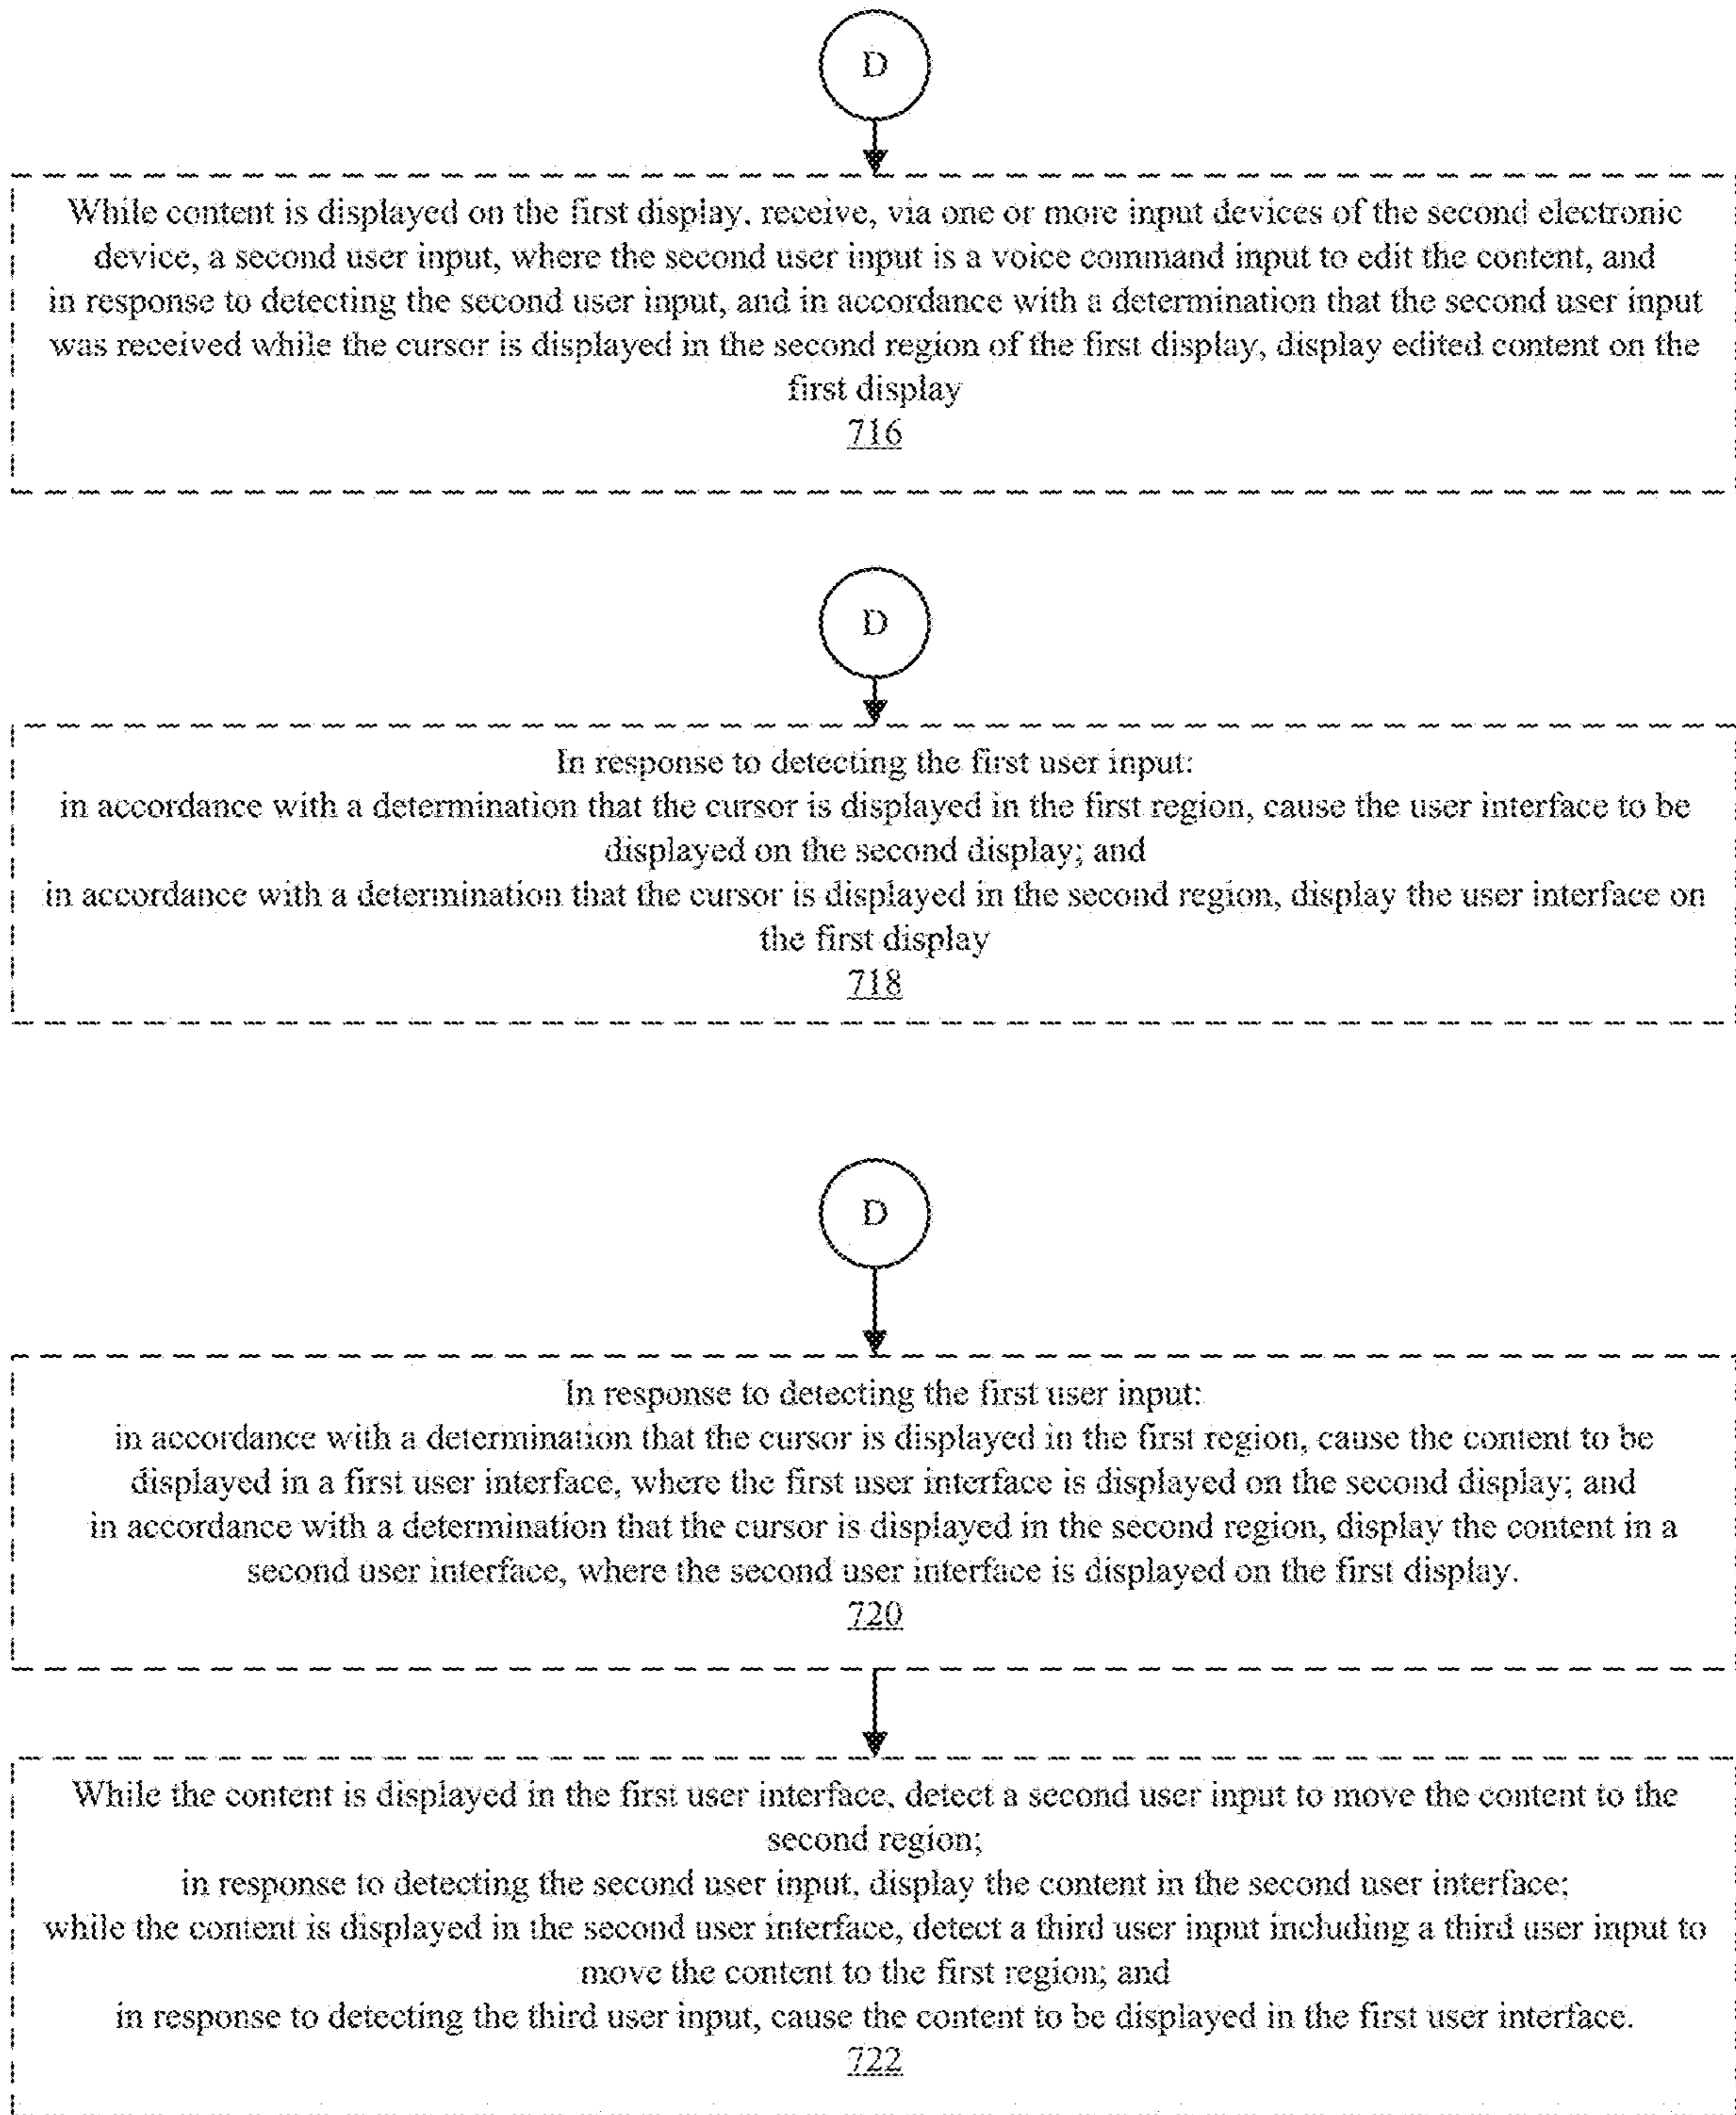 D
While content is displayed on the first display, receive, via one or more input devices of the second electronic
device, a second user input, where the second user input is a voice command input to edit the content, and
in response to detecting the second user input, and in accordance with a determination that the second user input
was received while the cursor is displayed in the second region of the first display, display edited content on the
first display
716
D
In response to detecting the first user input:
in accordance with a determination that the cursor is displayed in the first region, cause the user interface to be
displayed on the second display; and
in accordance with a determination that the cursor is displayed in the second region, display the user interface on
the first display
718
D
In response to detecting the first user input:
in accordance with a determination that the cursor is displayed in the first region, cause the content to be
displayed in a first user interface, where the first user interface is displayed on the second display; and
in accordance with a determination that the cursor is displayed in the second region, display the content in a
second user interface, where the second user interface is displayed on the first display.
720
While the content is displayed in the first user interface, detect a second user input to move the content to the
second region;
in response to detecting the second user input, display the content in the second user interface;
while the content is displayed in the second user interface, detect a third user input including a third user input to
move the content to the first region; and
in response to detecting the third user input, cause the content to be displayed in the first user interface.
722